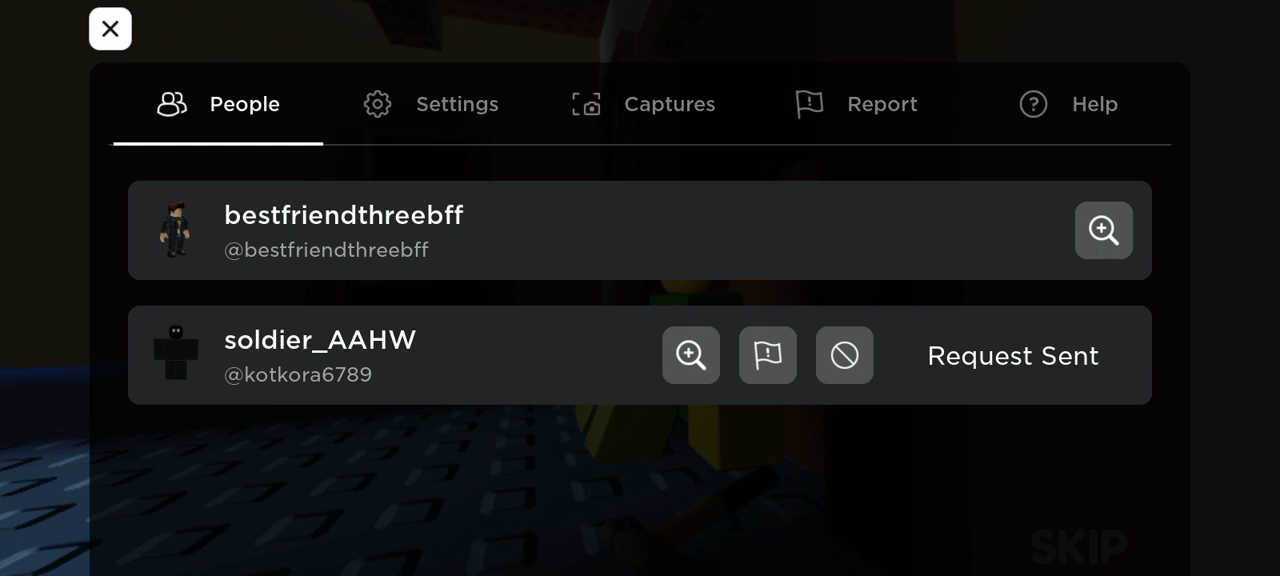 People
Settings
Captures
Report
Help
bestfriendthreebff
@bestfriendthreebff
soldier_AAHW
@kotkora6789
Request Sent
SKIP